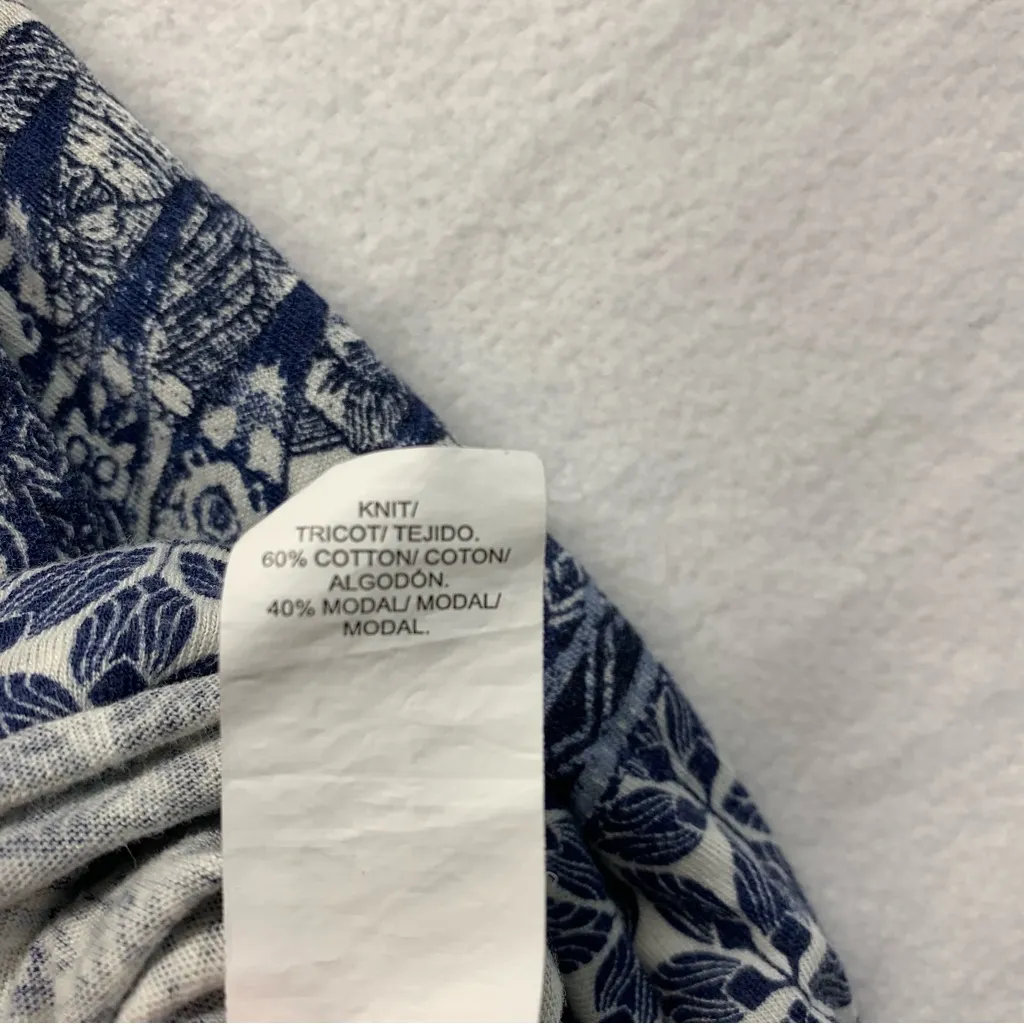 KNIT/
TRICOT/ TEJIDO.
60% COTTON/ COTON/
ALGODÓN.
40% MODAL/ MODAL/
MODAL.